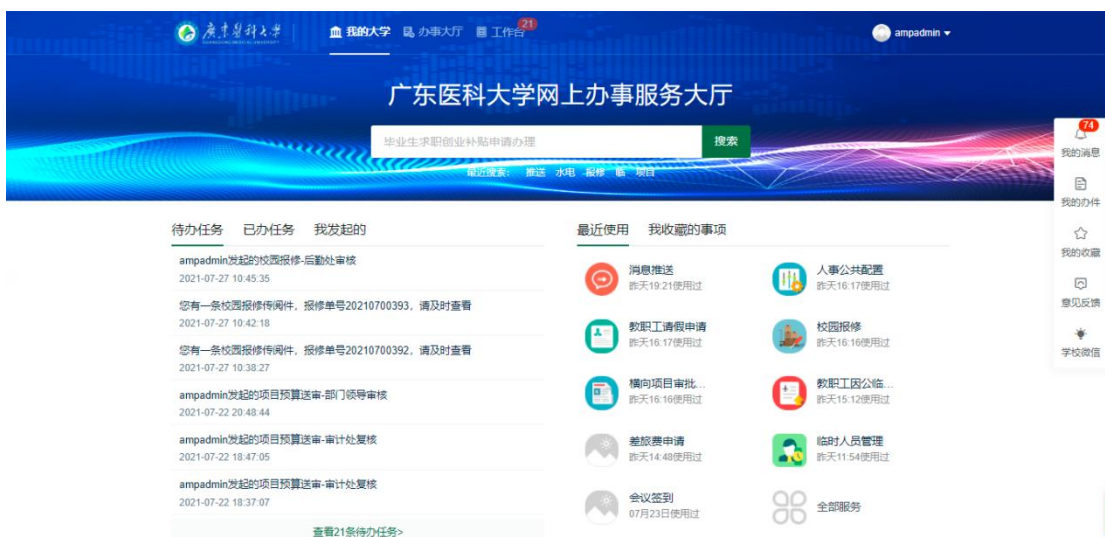 广东医科大学
GUANGDONG MEDICAL UNIVERSITY
我的大学
办事大厅
工作台
21
ampadmin
广东医科大学网上办事服务大厅
毕业生求职创业补贴申请办理
搜索
最近搜索： 推送 水电 报修 临 项目
74
我的消息
我的办件
我的收藏
意见反馈
学校微信
待办任务 已办任务 我发起的
ampadmin发起的校园报修-后勤处审核
2021-07-27 10:45:35
您有一条校园报修传阅件，报修单号20210700393，请及时查看
2021-07-27 10:42:18
您有一条校园报修传阅件，报修单号20210700392，请及时查看
2021-07-27 10:38:27
ampadmin发起的项目预算送审-部门领导审核
2021-07-22 20:48:44
ampadmin发起的项目预算送审-审计处复核
2021-07-22 18:47:05
ampadmin发起的项目预算送审-审计处复核
2021-07-22 18:37:07
查看21条待办任务>
最近使用 我收藏的事项
消息推送
昨天19:21使用过
人事公共配置
昨天16:17使用过
教职工请假申请
昨天16:17使用过
校园报修
昨天16:16使用过
横向项目审批...
昨天16:16使用过
教职工因公临...
昨天15:12使用过
差旅费申请
昨天14:48使用过
临时人员管理
昨天11:54使用过
会议签到
07月23日使用过
全部服务